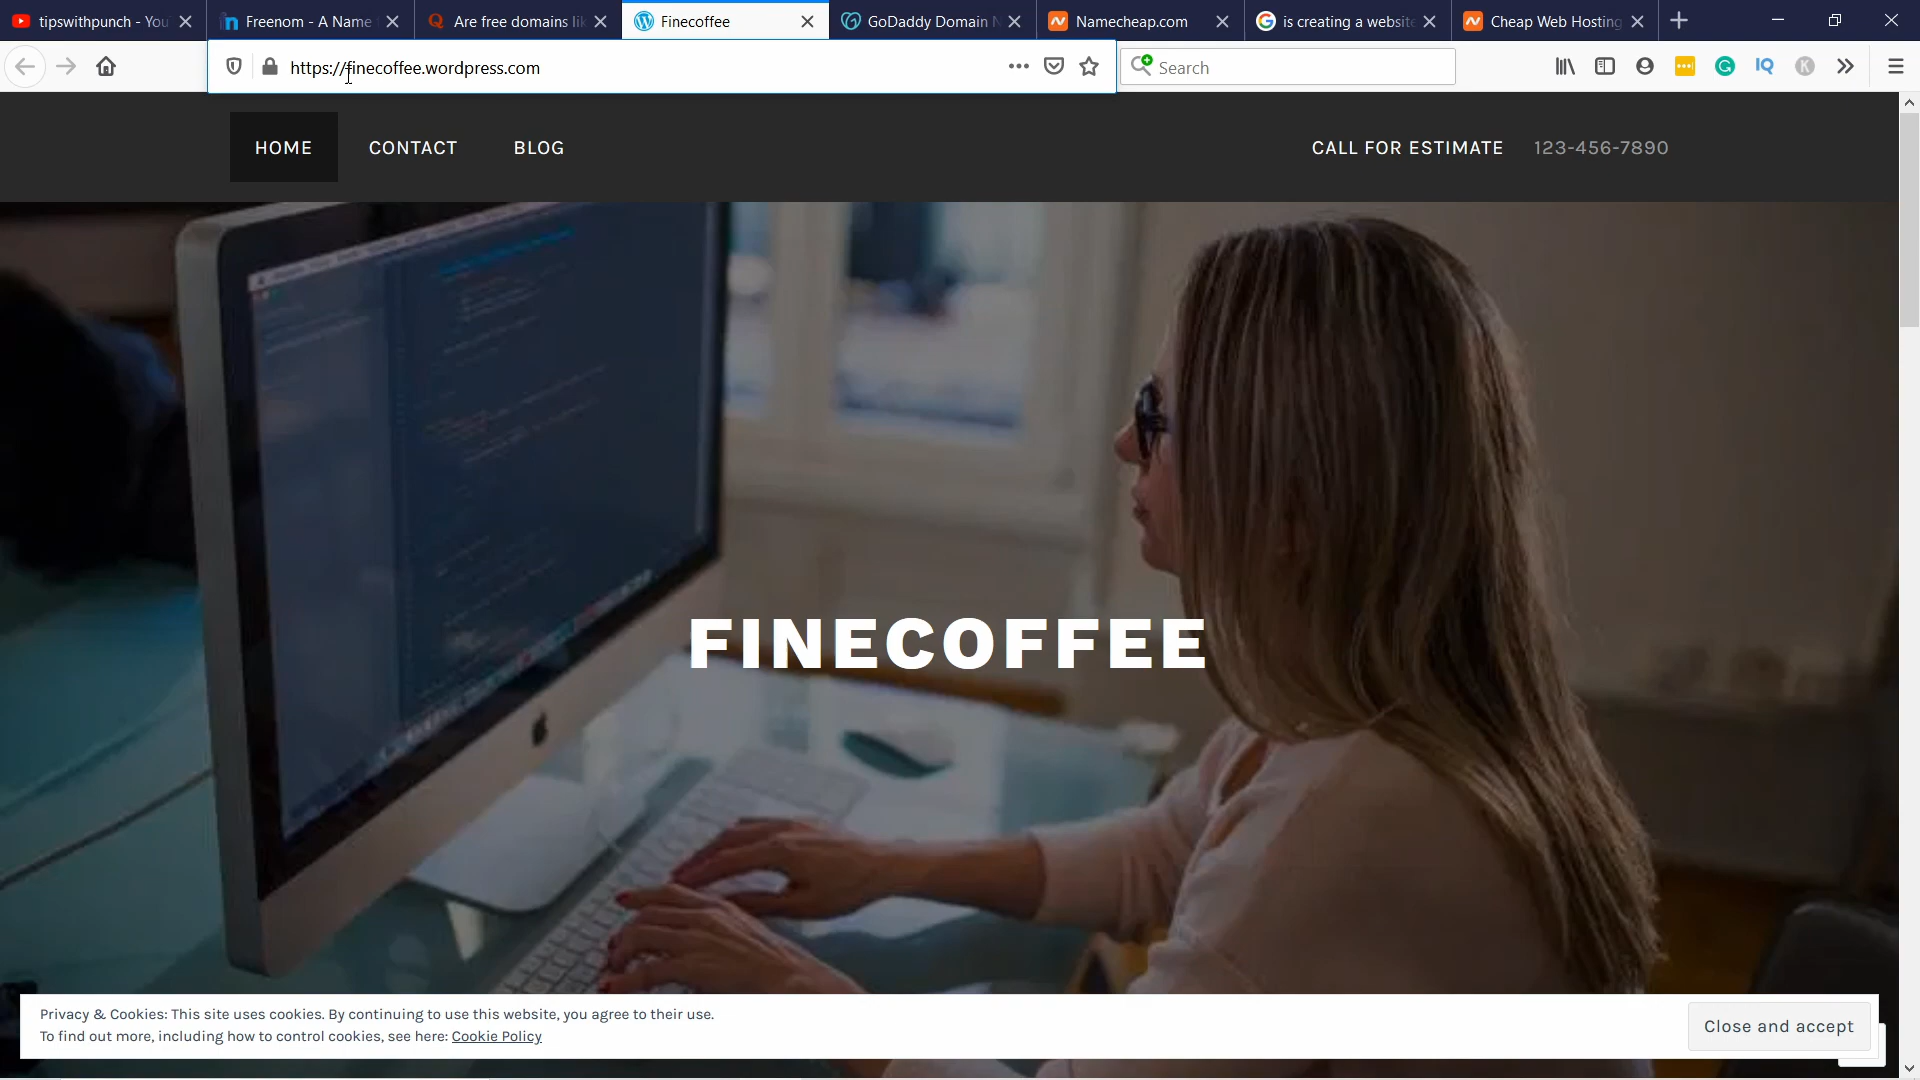 tipswithpunch - You
Freenom - A Name
Are free domains lik
Finecoffee
GoDaddy Domain N
Namecheap.com
is creating a website
Cheap Web Hosting
https://finecoffee.wordpress.com
Search
HOME
CONTACT
BLOG
CALL FOR ESTIMATE
123-456-7890
FINECOFFEE
Privacy & Cookies: This site uses cookies. By continuing to use this website, you agree to their use.
To find out more, including how to control cookies, see here: Cookie Policy
Close and accept